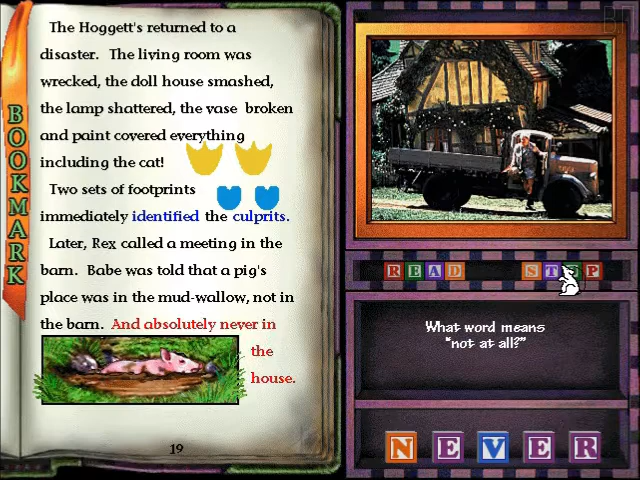 BOOKMARK
The Hoggett's returned to a
disaster. The living room was
wrecked, the doll house smashed,
the lamp shattered, the vase broken
and paint covered everything
including the cat!
Two sets of footprints
immediately identified the culprits.
Later, Rex called a meeting in the
barn. Babe was told that a pig's
place was in the mud-wallow, not in
the barn. And absolutely never in
the
house.
19
READ
STOP
What word means
"not at all?"
NEVER